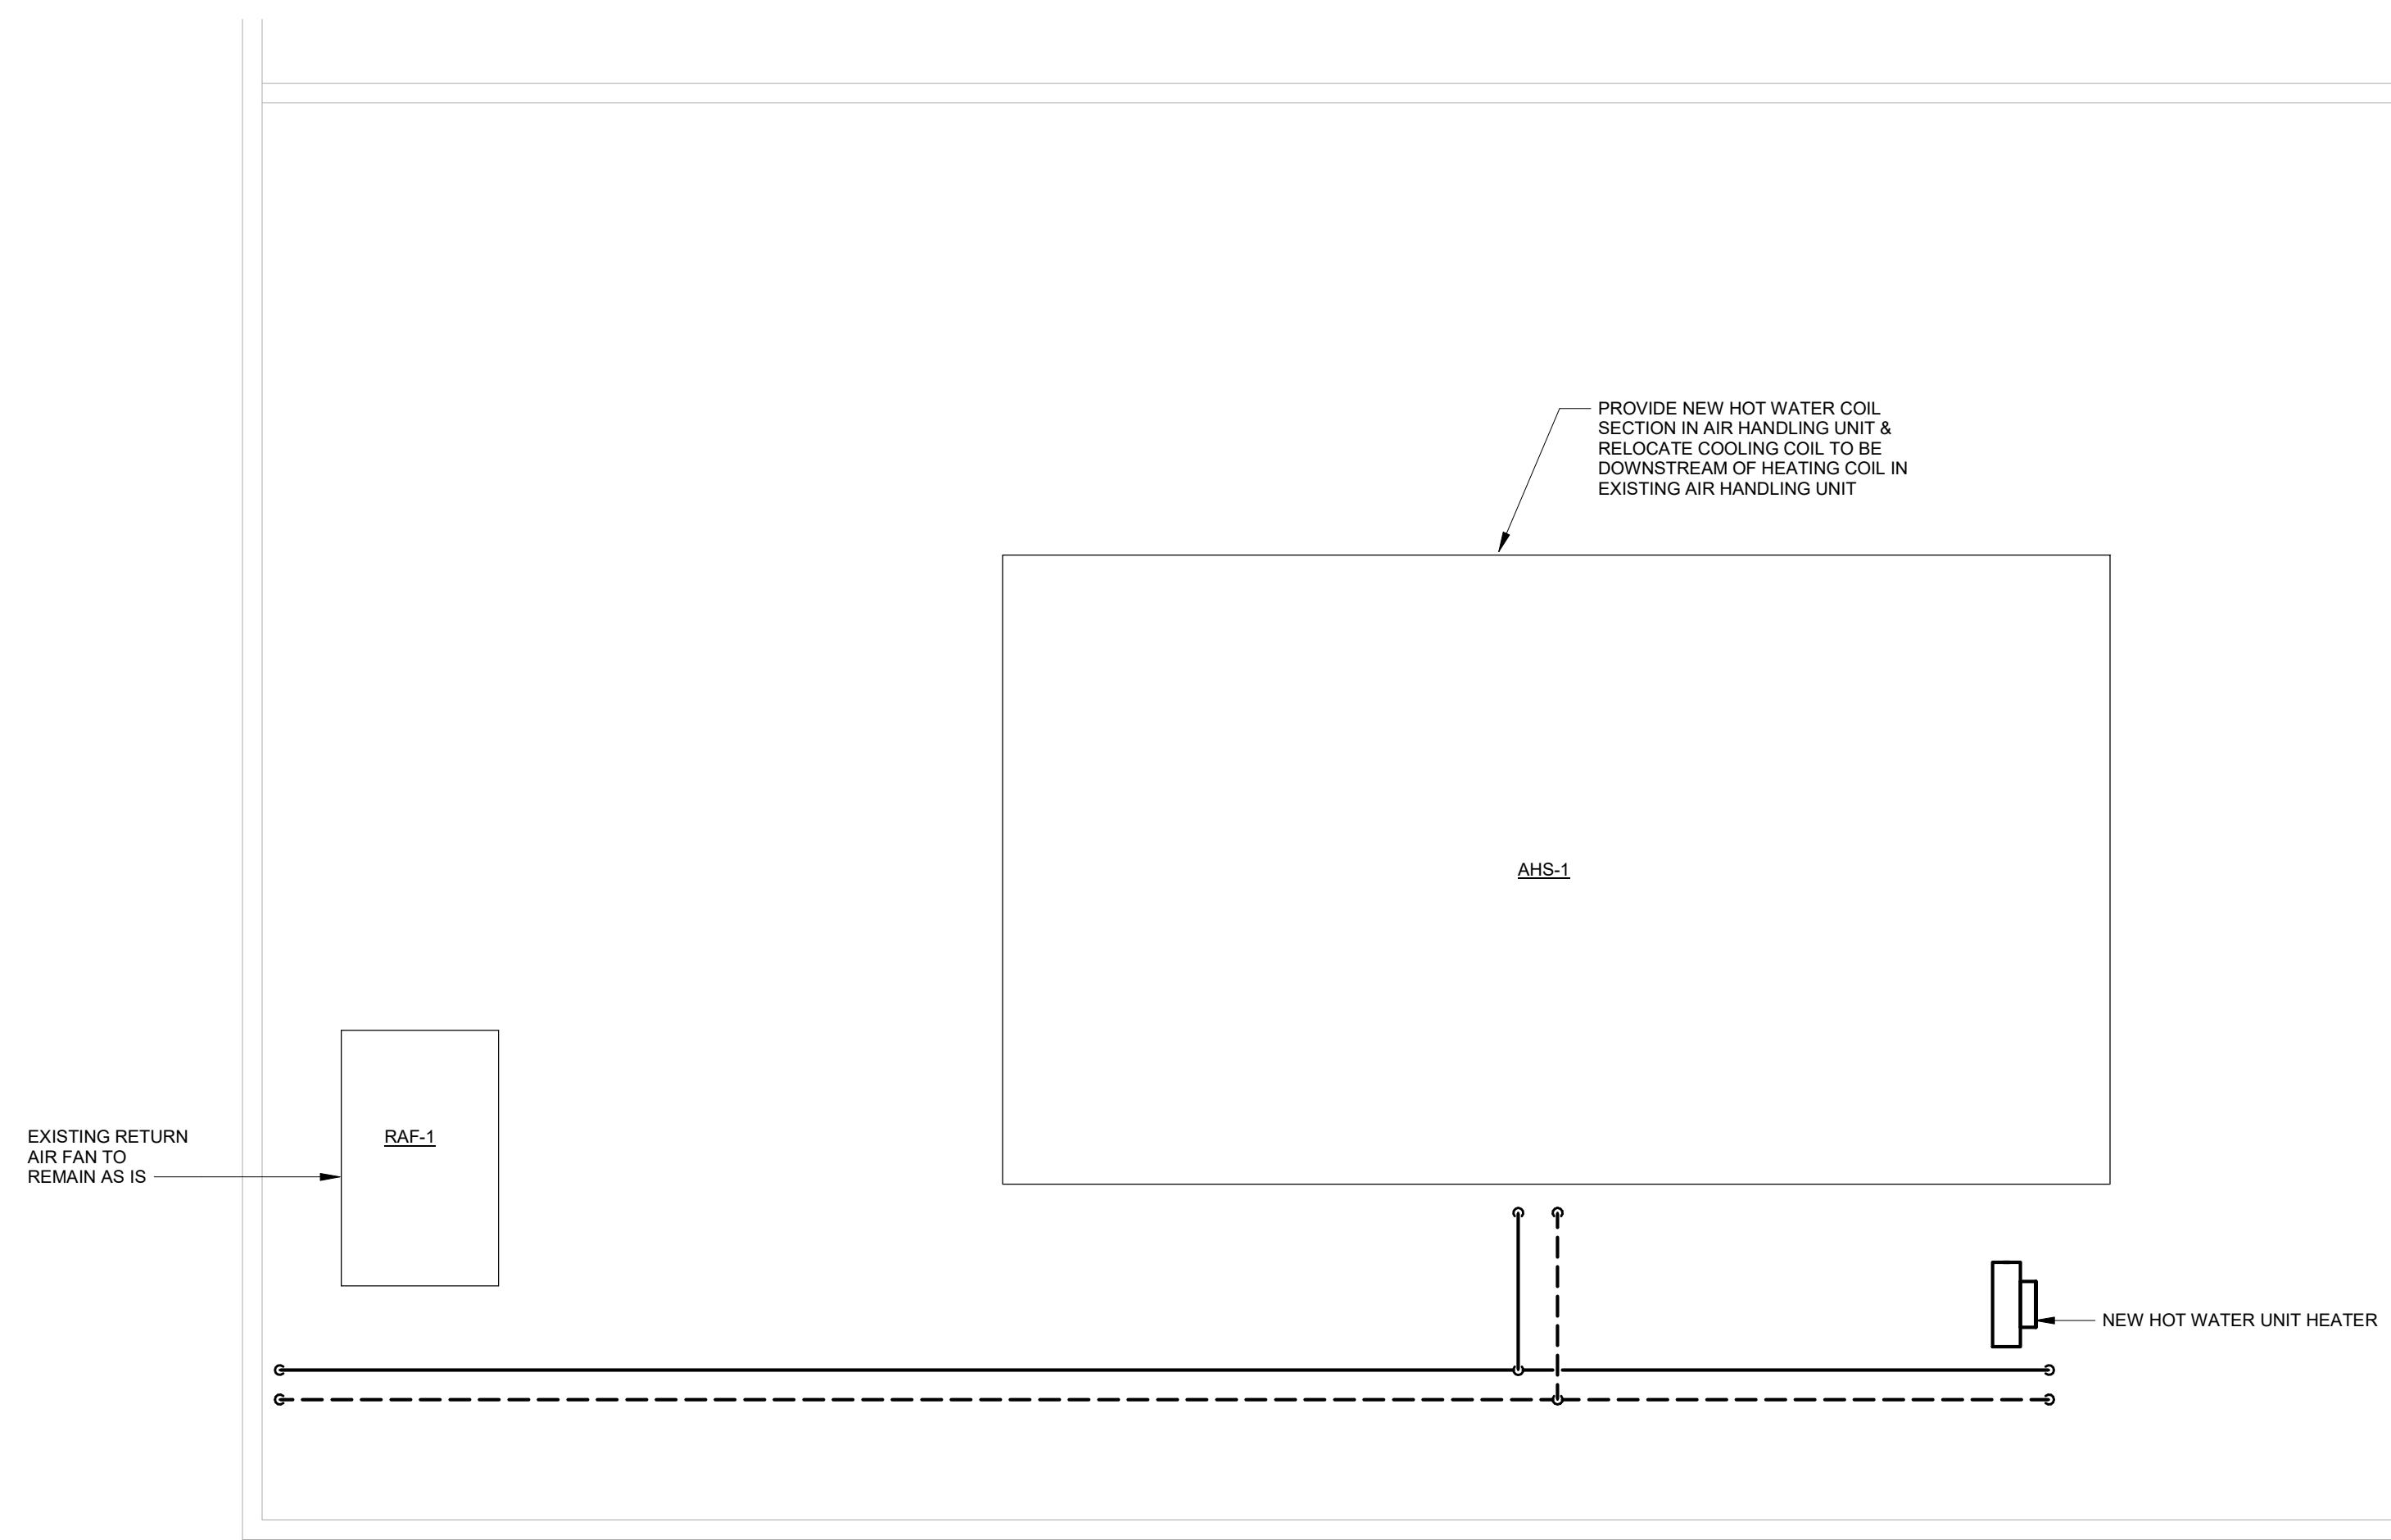 PROVIDE NEW HOT WATER COIL
SECTION IN AIR HANDLING UNIT &
RELOCATE COOLING COIL TO BE
DOWNSTREAM OF HEATING COIL IN
EXISTING AIR HANDLING UNIT
AHS-1
EXISTING RETURN
AIR FAN TO
REMAIN AS IS
RAF-1
NEW HOT WATER UNIT HEATER